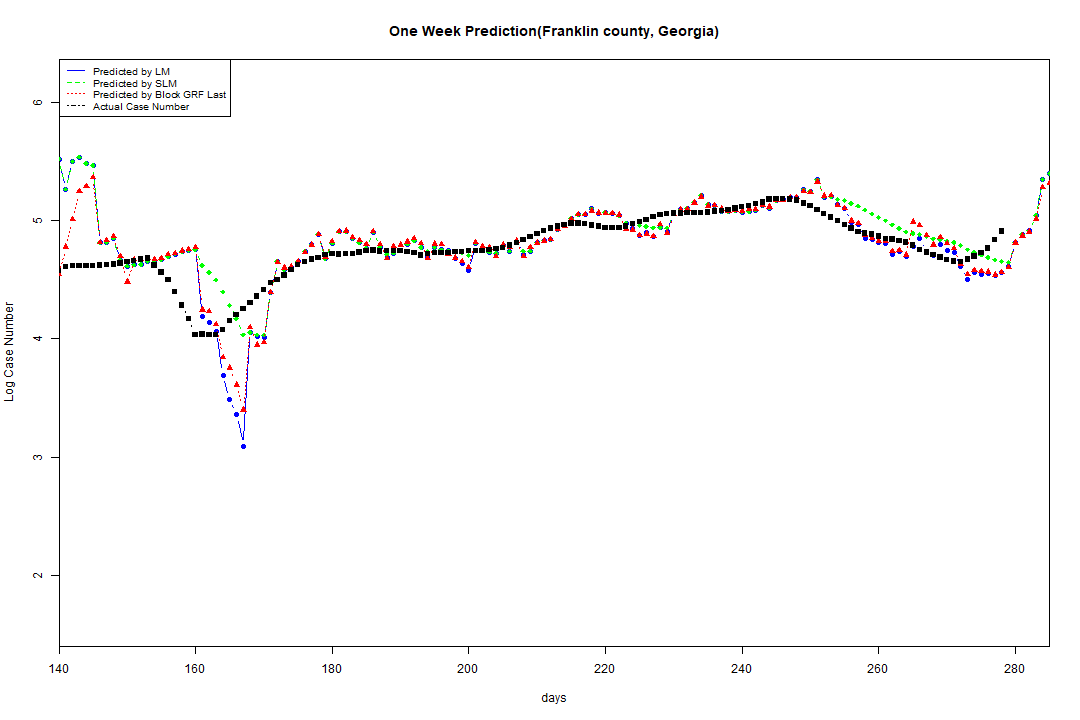 One Week Prediction(Franklin county, Georgia)
Predicted by LM
Predicted by SLM
Predicted by Block GRF Last
Actual Case Number
6
5
4
3
2
Log Case Number
140 160 180 200 220 240 260 280
days